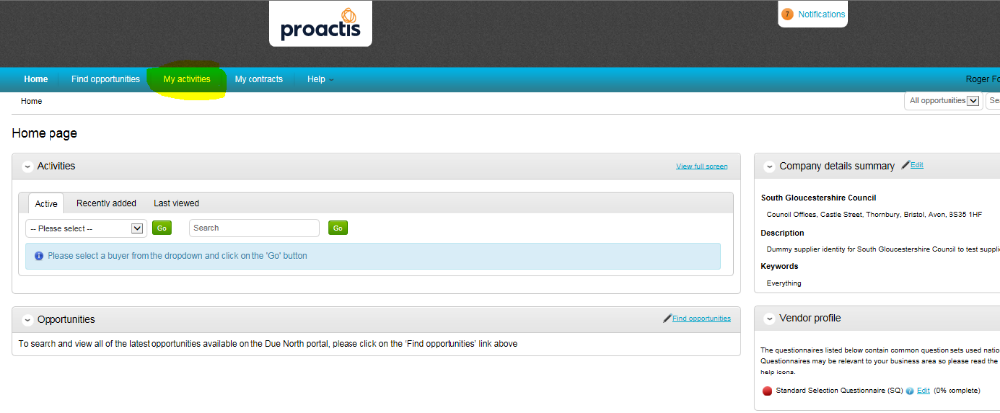 proactis
7 Notifications
Home Find opportunities My activities My contracts Help Roger Fo
Home
All opportunities Se
Home page
Activities View full screen
Active Recently added Last viewed
-- Please select -- Go Search Go
Please select a buyer from the dropdown and click on the 'Go' button
Opportunities Find opportunities
To search and view all of the latest opportunities available on the Due North portal, please click on the 'Find opportunities' link above
Company details summary Edit
South Gloucestershire Council
Council Offices, Castle Street, Thornbury, Bristol, Avon, BS35 1HF
Description
Dummy supplier identity for South Gloucestershire Council to test suppli
Keywords
Everything
Vendor profile
The questionnaires listed below contain common question sets used natio
Questionnaires may be relevant to your business area so please read the
help icons.
Standard Selection Questionnaire (SQ) Edit (0% complete)